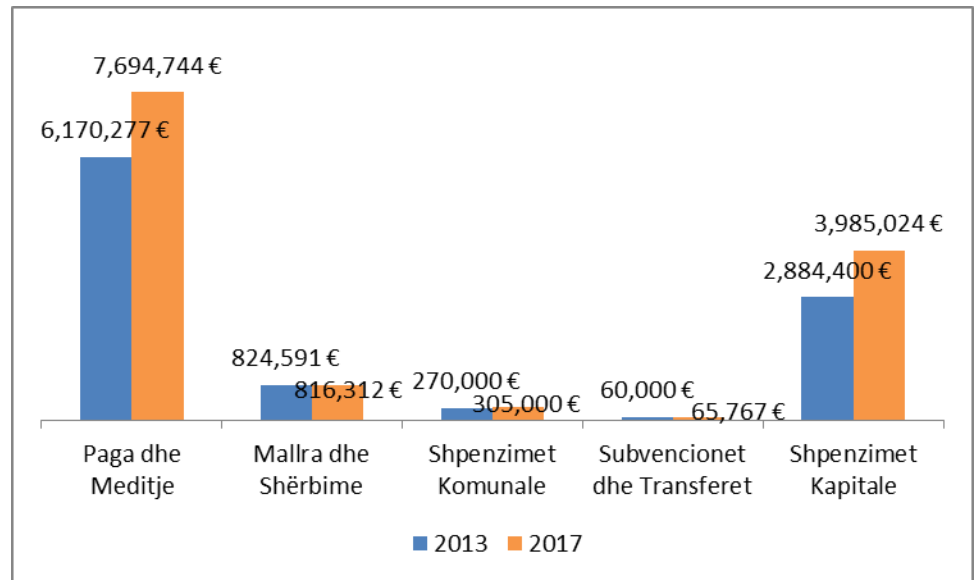 7,694,744 €
6,170,277 €
3,985,024 €
2,884,400 €
824,591 €
816,312 €
270,000 €
305,000 €
60,000 €
65,767 €
Paga dhe
Meditje
Mallra dhe
Shërbime
Shpenzimet
Komunale
Subvencionet
dhe Transferet
Shpenzimet
Kapitale
2013
2017